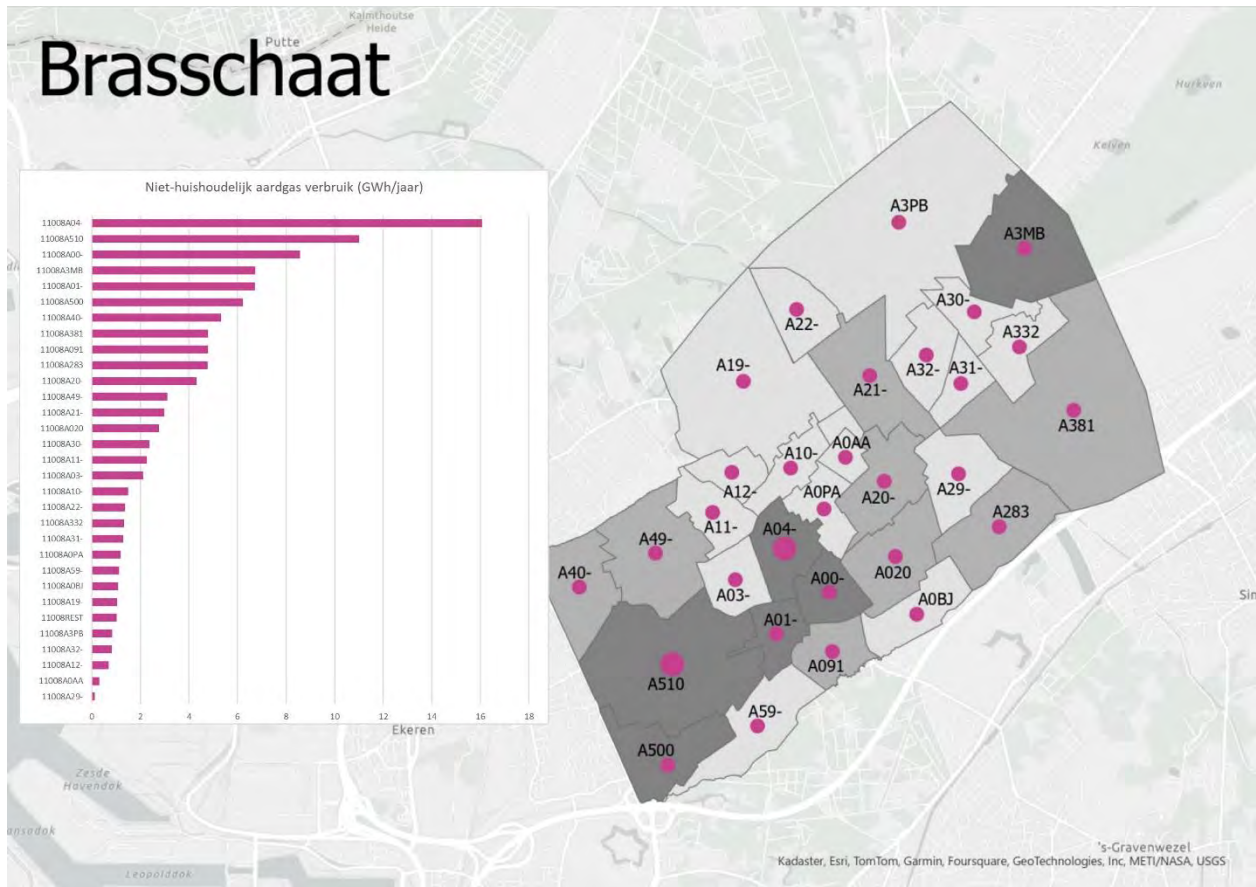 Brasschaat
Kalmthoutse
Heide
Putte
Hurkven
Kelven
Niet-huishoudelijk aardgas verbruik (GWh/jaar)
11008A04-
11008A510
11008A00-
11008A3MB
11008A01-
11008A500
11008A40-
11008A381
11008A091
11008A283
11008A20-
11008A49-
11008A21-
11008A020
11008A30-
11008A11-
11008A03-
11008A10-
11008A22-
11008A332
11008A31-
11008A0PA
11008A59-
11008A0BJ
11008A19-
11008REST
11008A3PB
11008A32-
11008A12-
11008A0AA
11008A29-
0 2 4 6 8 10 12 14 16 18
A3PB
A3MB
A30-
A22-
A332
A19-
A32-
A31-
A21-
A381
A0AA
A10-
A12-
A20-
A29-
A0PA
A283
A11-
A04-
A49-
A40-
A03-
A00-
A020
A0BJ
A01-
A091
A510
A59-
A500
Ekeren
Zesde
Havendok
Leopolddok
's-Gravenwezel
Kadaster, Esri, TomTom, Garmin, Foursquare, GeoTechnologies, Inc, METI/NASA, USGS